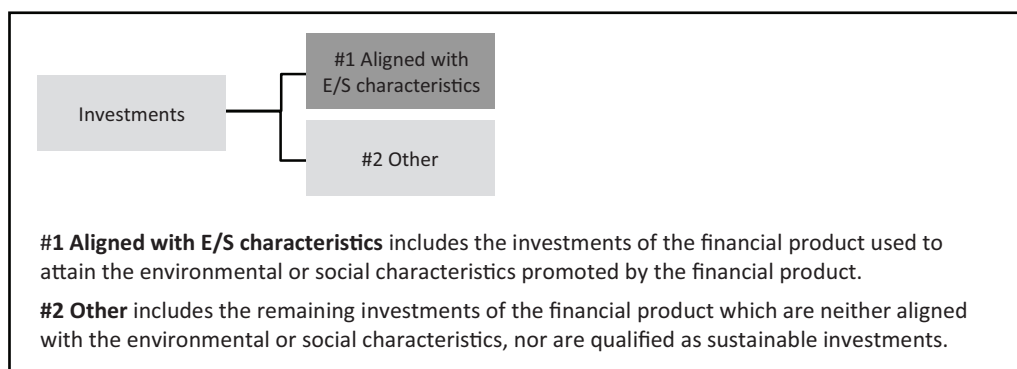 #1 Aligned with
E/S characteristics
Investments
#2 Other
#1 Aligned with E/S characteristics includes the investments of the financial product used to
attain the environmental or social characteristics promoted by the financial product.
#2 Other includes the remaining investments of the financial product which are neither aligned
with the environmental or social characteristics, nor are qualified as sustainable investments.